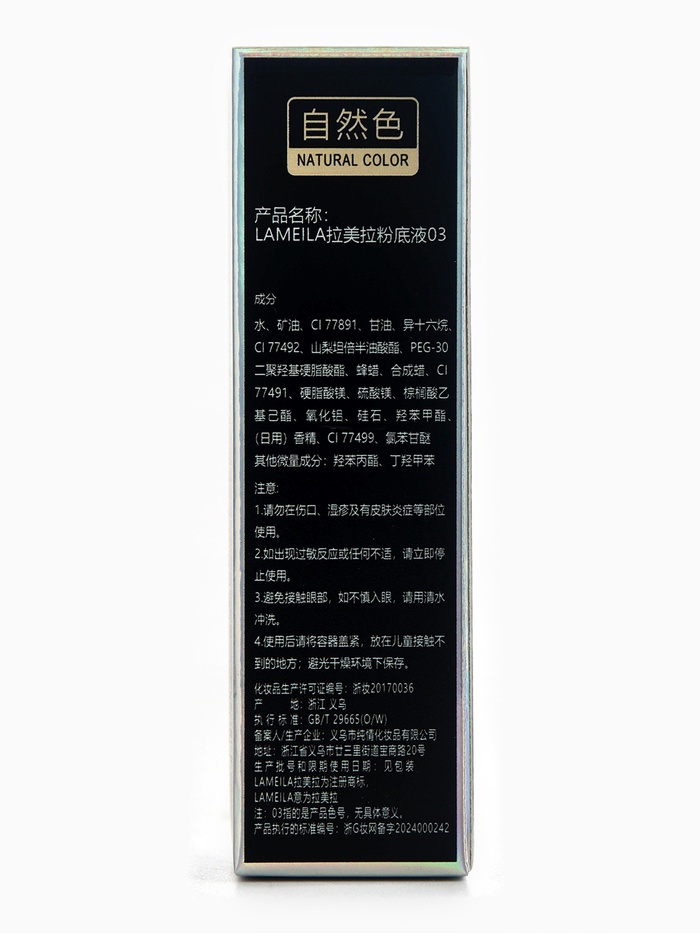 自然色
NATURAL COLOR
产品名称：
LAMEILA拉美拉粉底液03
成分
水、矿油、CI 77891、甘油、异十六烷、
CI 77492、山梨坦倍半油酸酯、PEG-30
二聚羟基硬脂酸酯、蜂蜡、合成蜡、CI
77491、硬脂酸镁、硫酸镁、棕榈酸乙
基己酯、氧化铝、硅石、羟苯甲酯、
（日用）香精、CI 77499、氯苯甘醚
其他微量成分：羟苯丙酯、丁羟甲苯
注意:
1.请勿在伤口、湿疹及有皮肤炎症等部位
使用。
2.如出现过敏反应或任何不适，请立即停
止使用。
3.避免接触眼部，如不慎入眼，请用清水
冲洗。
4.使用后请将容器盖紧，放在儿童接触不
到的地方；避光干燥环境下保存。
化妆品生产许可证编号：浙妆20170036
产 地：浙江 义乌
执 行 标 准：GB/T 29665(O/W)
备案人/生产企业：义乌市纯情化妆品有限公司
地址：浙江省义乌市廿三里街道宝商路20号
生 产 批 号 和 限 期 使 用 日 期：见 包 装
LAMEILA拉美拉为注册商标，
LAMEILA意为拉美拉
注：03指的是产品色号，无具体意义。
产品执行的标准编号：浙G妆网备字2024000242